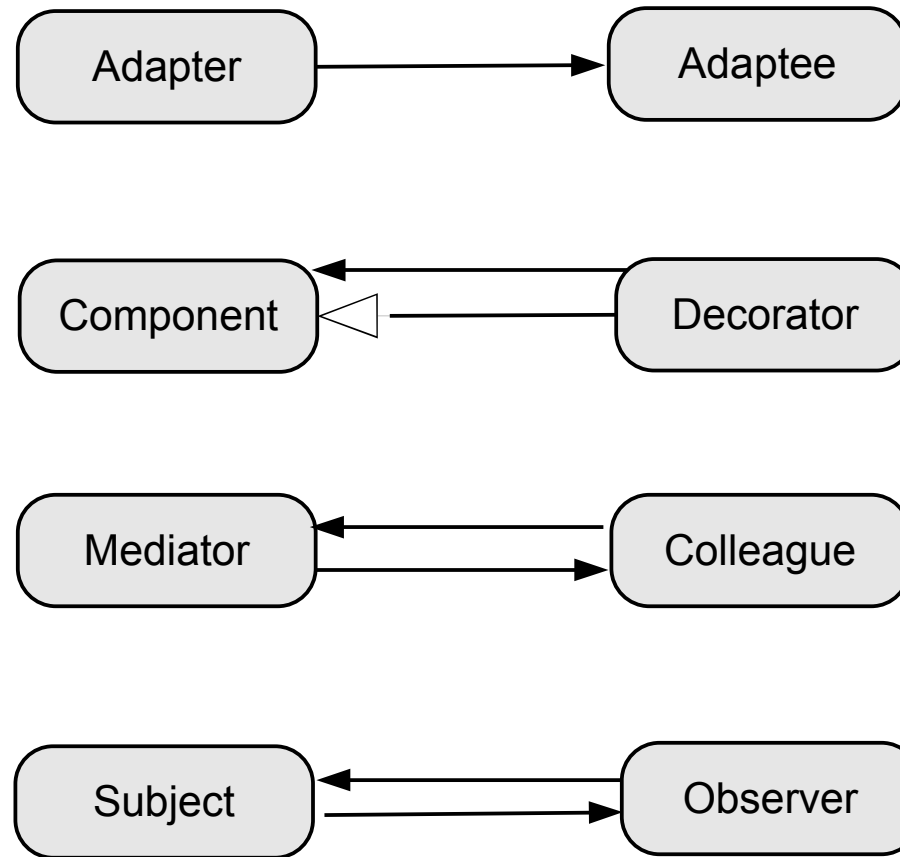 Adapter
Adaptee
Component
Decorator
Mediator
Colleague
Subject
Observer